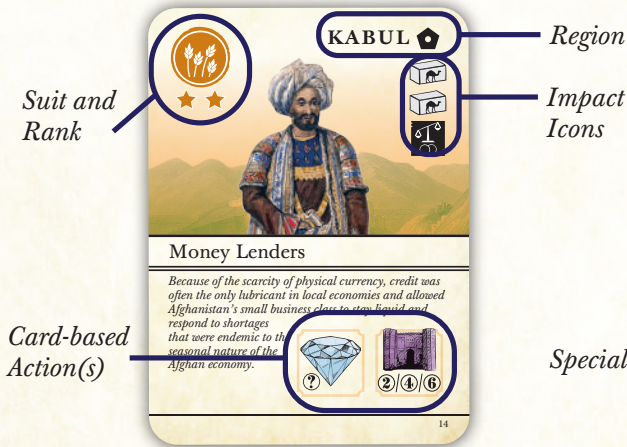 KABUL
Region
Suit and
Rank
Impact
Icons
Money Lenders
Because of the scarcity of physical currency, credit was
often the only lubricant in local economies and allowed
Afghanistan's small business class to stay liquid and
respond to shortages
that were endemic to the
seasonal nature of the
Afghan economy.
Card-based
Action(s)
?
2/4/6
Special
14